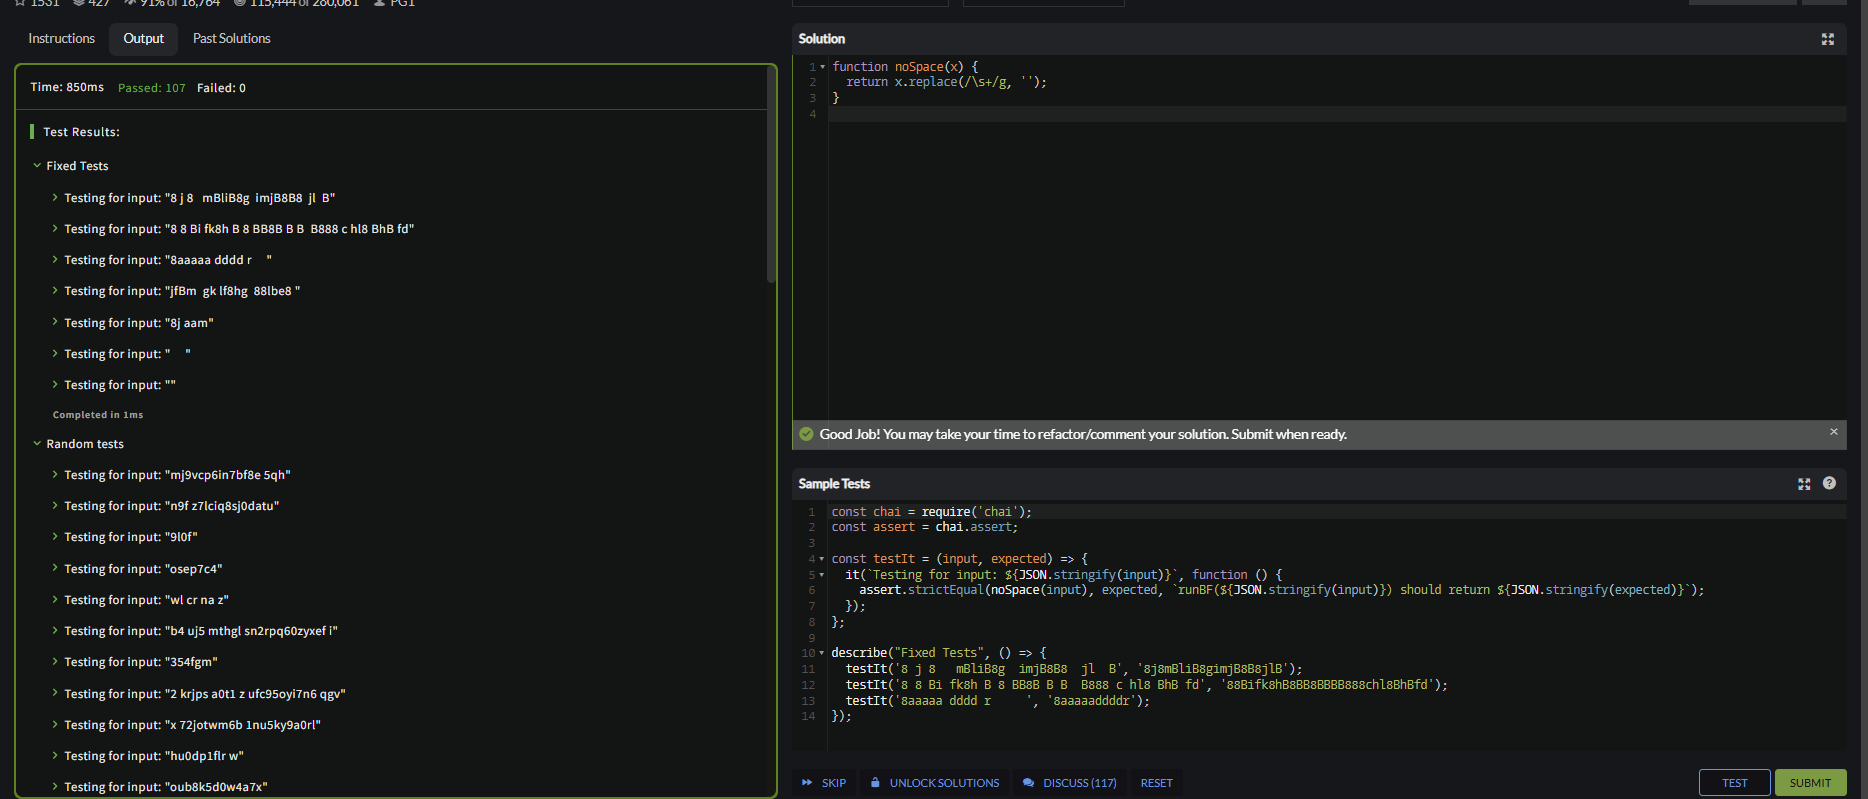 1531 427 91% of 16,764 115,444 of 280,061 PG1
Instructions Output Past Solutions
Time: 850ms Passed: 107 Failed: 0
Test Results:
Fixed Tests
Testing for input: "8 j 8   mBliB8g  imjB8B8  jl  B"
Testing for input: "8 8 Bi fk8h B 8 BB8B B B  B888 c hl8 BhB fd"
Testing for input: "8aaaaa dddd r     "
Testing for input: "jfBm  gk lf8hg  88lbe8 "
Testing for input: "8j aam"
Testing for input: "     "
Testing for input: ""
Completed in 1ms
Random tests
Testing for input: "mj9vcp6in7bf8e 5qh"
Testing for input: "n9f z7lciq8sj0datu"
Testing for input: "9l0f"
Testing for input: "osep7c4"
Testing for input: "wl cr na z"
Testing for input: "b4 uj5 mthgl sn2rpq60zyxef i"
Testing for input: "354fgm"
Testing for input: "2 krjps a0t1 z ufc95oyi7n6 qgv"
Testing for input: "x 72jotwm6b 1nu5ky9a0rl"
Testing for input: "hu0dp1flr w"
Testing for input: "oub8k5d0w4a7x"
Solution
1 function noSpace(x) {
2   return x.replace(/\s+/g, '');
3 }
4
Good Job! You may take your time to refactor/comment your solution. Submit when ready.
Sample Tests
1 const chai = require('chai');
2 const assert = chai.assert;
3
4 const testIt = (input, expected) => {
5   it(`Testing for input: ${JSON.stringify(input)}`, function () {
6     assert.strictEqual(noSpace(input), expected, `runBF(${JSON.stringify(input)}) should return ${JSON.stringify(expected)}`);
7   });
8 };
9
10 describe("Fixed Tests", () => {
11   testIt('8 j 8   mBliB8g  imjB8B8  jl  B', '8j8mBliB8gimjB8B8jlB');
12   testIt('8 8 Bi fk8h B 8 BB8B B B  B888 c hl8 BhB fd', '88Bifk8hB8BB8BBBB888chl8BhBfd');
13   testIt('8aaaaa dddd r     ', '8aaaaaddddr');
14 });
SKIP UNLOCK SOLUTIONS DISCUSS (117) RESET TEST SUBMIT